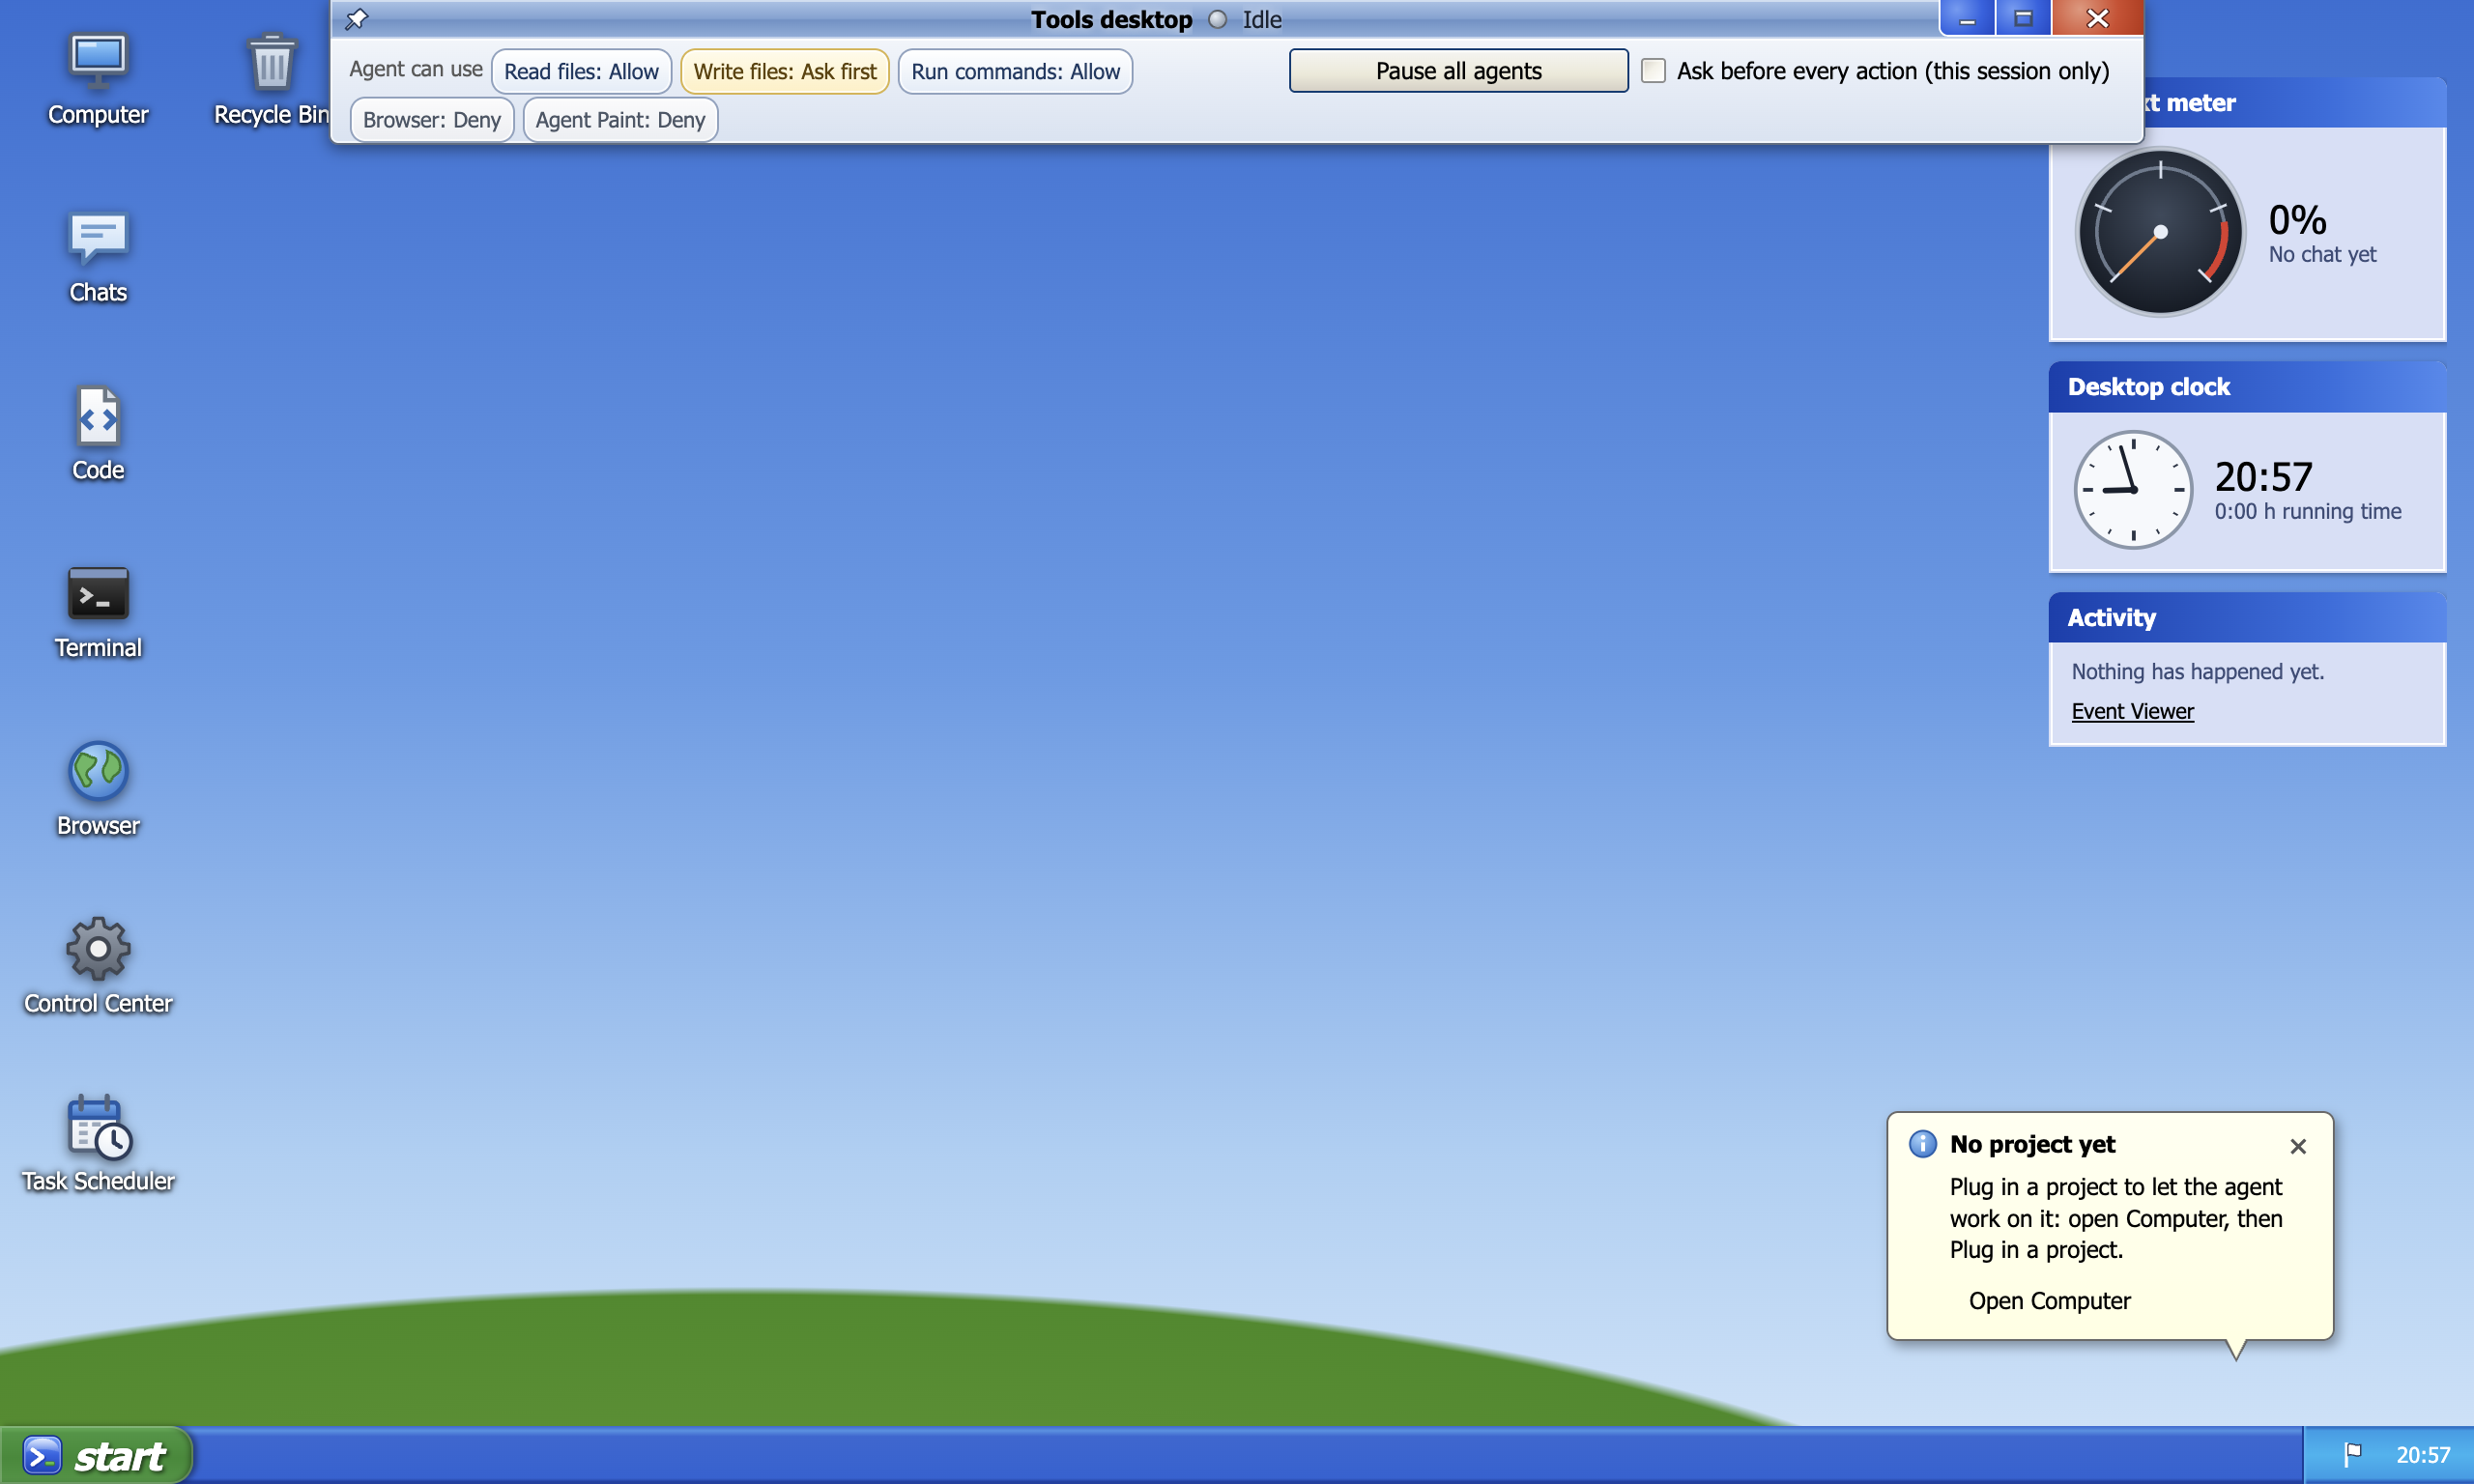 Tools desktop Idle
Agent can use Read files: Allow Write files: Ask first Run commands: Allow
Browser: Deny Agent Paint: Deny
Pause all agents Ask before every action (this session only)
Computer
Recycle Bin
Chats
Code
Terminal
Browser
Control Center
Task Scheduler
meter
0%
No chat yet
Desktop clock
20:57
0:00 h running time
Activity
Nothing has happened yet.
Event Viewer
No project yet
Plug in a project to let the agent
work on it: open Computer, then
Plug in a project.
Open Computer
start
20:57